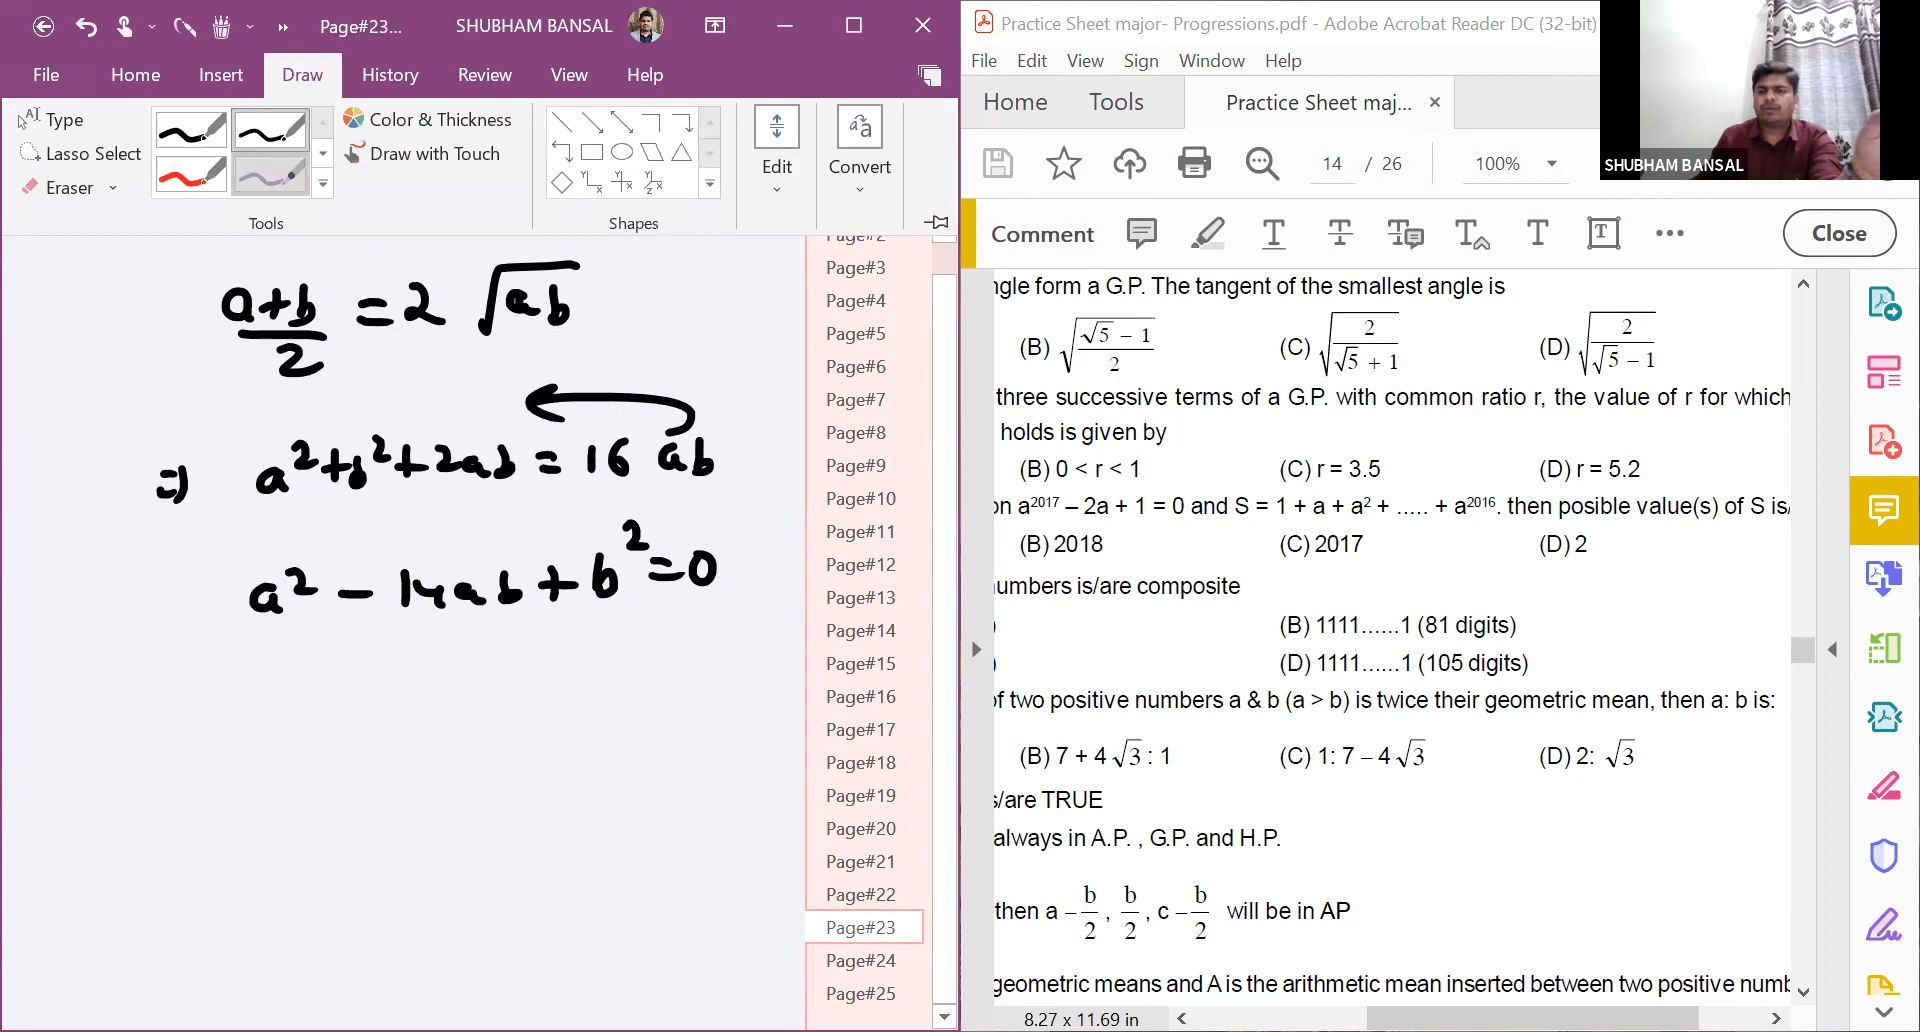 Page#23...
SHUBHAM BANSAL
File Home Insert Draw History Review View Help
Type
Lasso Select
Eraser
Color & Thickness
Draw with Touch
Edit
Convert
Tools
Shapes
a+b/2 = 2 √ab
⇒ a²+b²+2ab = 16 ab
a² – 14ab + b² = 0
Page#2
Page#3
Page#4
Page#5
Page#6
Page#7
Page#8
Page#9
Page#10
Page#11
Page#12
Page#13
Page#14
Page#15
Page#16
Page#17
Page#18
Page#19
Page#20
Page#21
Page#22
Page#23
Page#24
Page#25
Practice Sheet major- Progressions.pdf - Adobe Acrobat Reader DC (32-bit)
File Edit View Sign Window Help
Home Tools Practice Sheet maj... ×
14 / 26 100%
SHUBHAM BANSAL
Comment
Close
ngle form a G.P. The tangent of the smallest angle is
(B) √((√5 – 1)/2) (C) √(2/(√5 + 1)) (D) √(2/(√5 – 1))
three successive terms of a G.P. with common ratio r, the value of r for which
holds is given by
(B) 0 < r < 1 (C) r = 3.5 (D) r = 5.2
on a²⁰¹⁷ – 2a + 1 = 0 and S = 1 + a + a² + ..... + a²⁰¹⁶. then posible value(s) of S is/
(B) 2018 (C) 2017 (D) 2
umbers is/are composite
) (B) 1111......1 (81 digits)
) (D) 1111......1 (105 digits)
of two positive numbers a & b (a > b) is twice their geometric mean, then a: b is:
(B) 7 + 4 √3 : 1 (C) 1: 7 – 4 √3 (D) 2: √3
s/are TRUE
always in A.P. , G.P. and H.P.
then a – b/2 , b/2 , c – b/2 will be in AP
geometric means and A is the arithmetic mean inserted between two positive numb
8.27 x 11.69 in